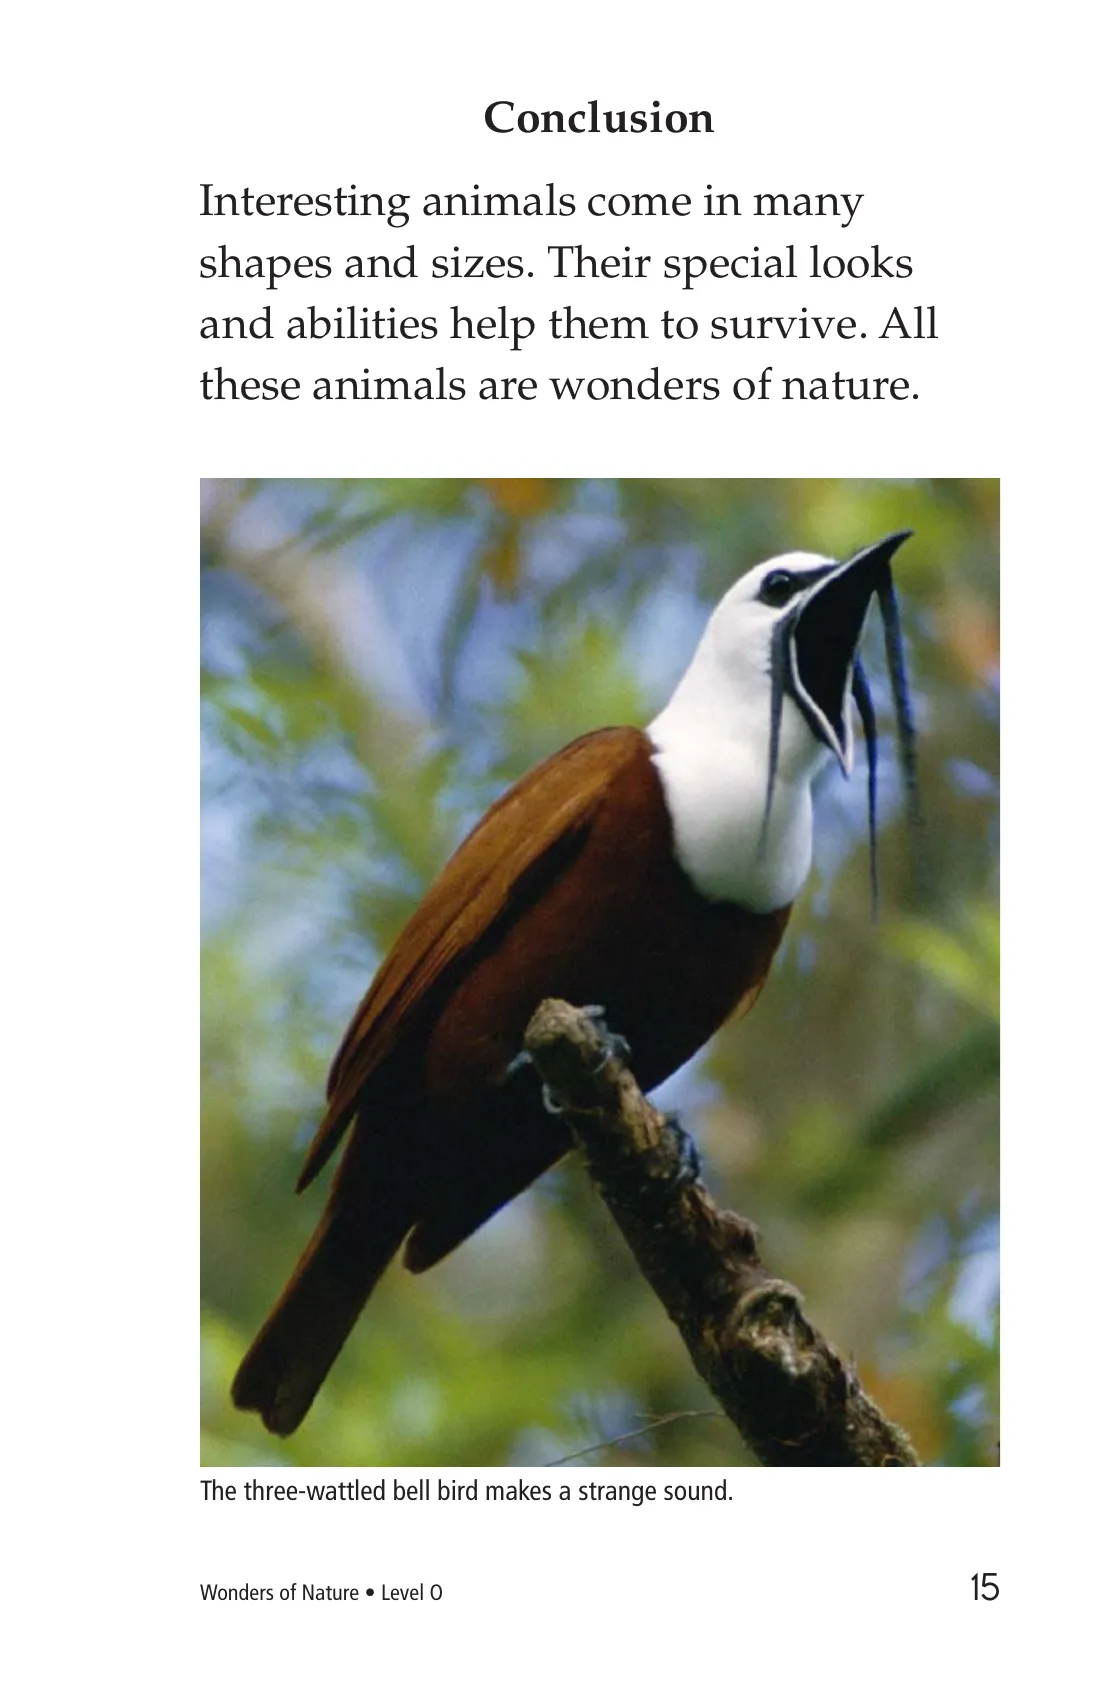 Conclusion
Interesting animals come in many
shapes and sizes. Their special looks
and abilities help them to survive. All
these animals are wonders of nature.
The three-wattled bell bird makes a strange sound.
Wonders of Nature • Level O
15